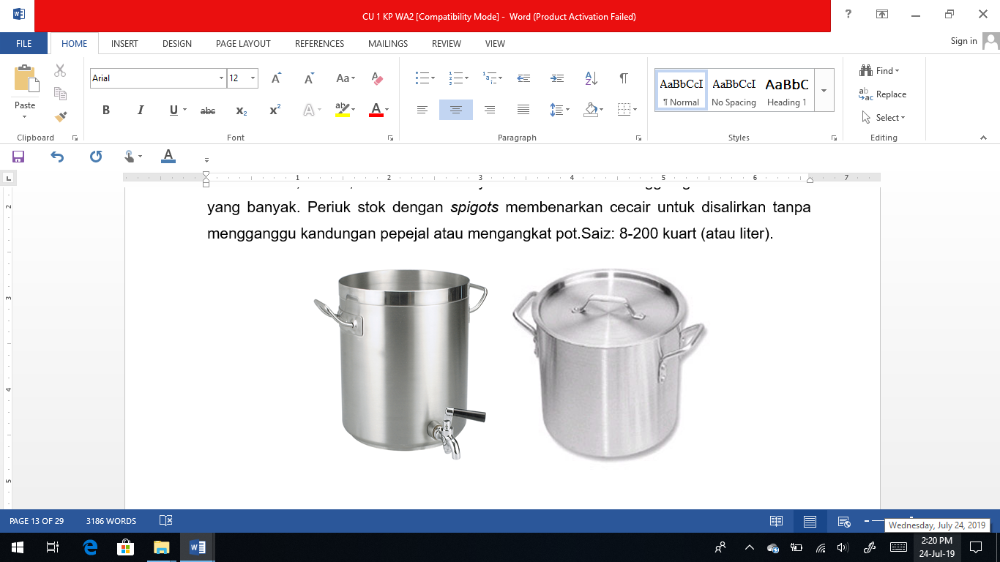 CU 1 KP WA2 [Compatibility Mode] - Word (Product Activation Failed)
FILE HOME INSERT DESIGN PAGE LAYOUT REFERENCES MAILINGS REVIEW VIEW Sign in
Paste
Clipboard
Arial 12
Font
Paragraph
AaBbCcI AaBbCcI AaBbC
¶ Normal No Spacing Heading 1
Styles
Find
Replace
Select
Editing
1 2 3 4 5 6 7
yang banyak. Periuk stok dengan spigots membenarkan cecair untuk disalirkan tanpa
mengganggu kandungan pepejal atau mengangkat pot.Saiz: 8-200 kuart (atau liter).
2
3
4
5
PAGE 13 OF 29 3186 WORDS
Wednesday, July 24, 2019
2:20 PM
24-Jul-19